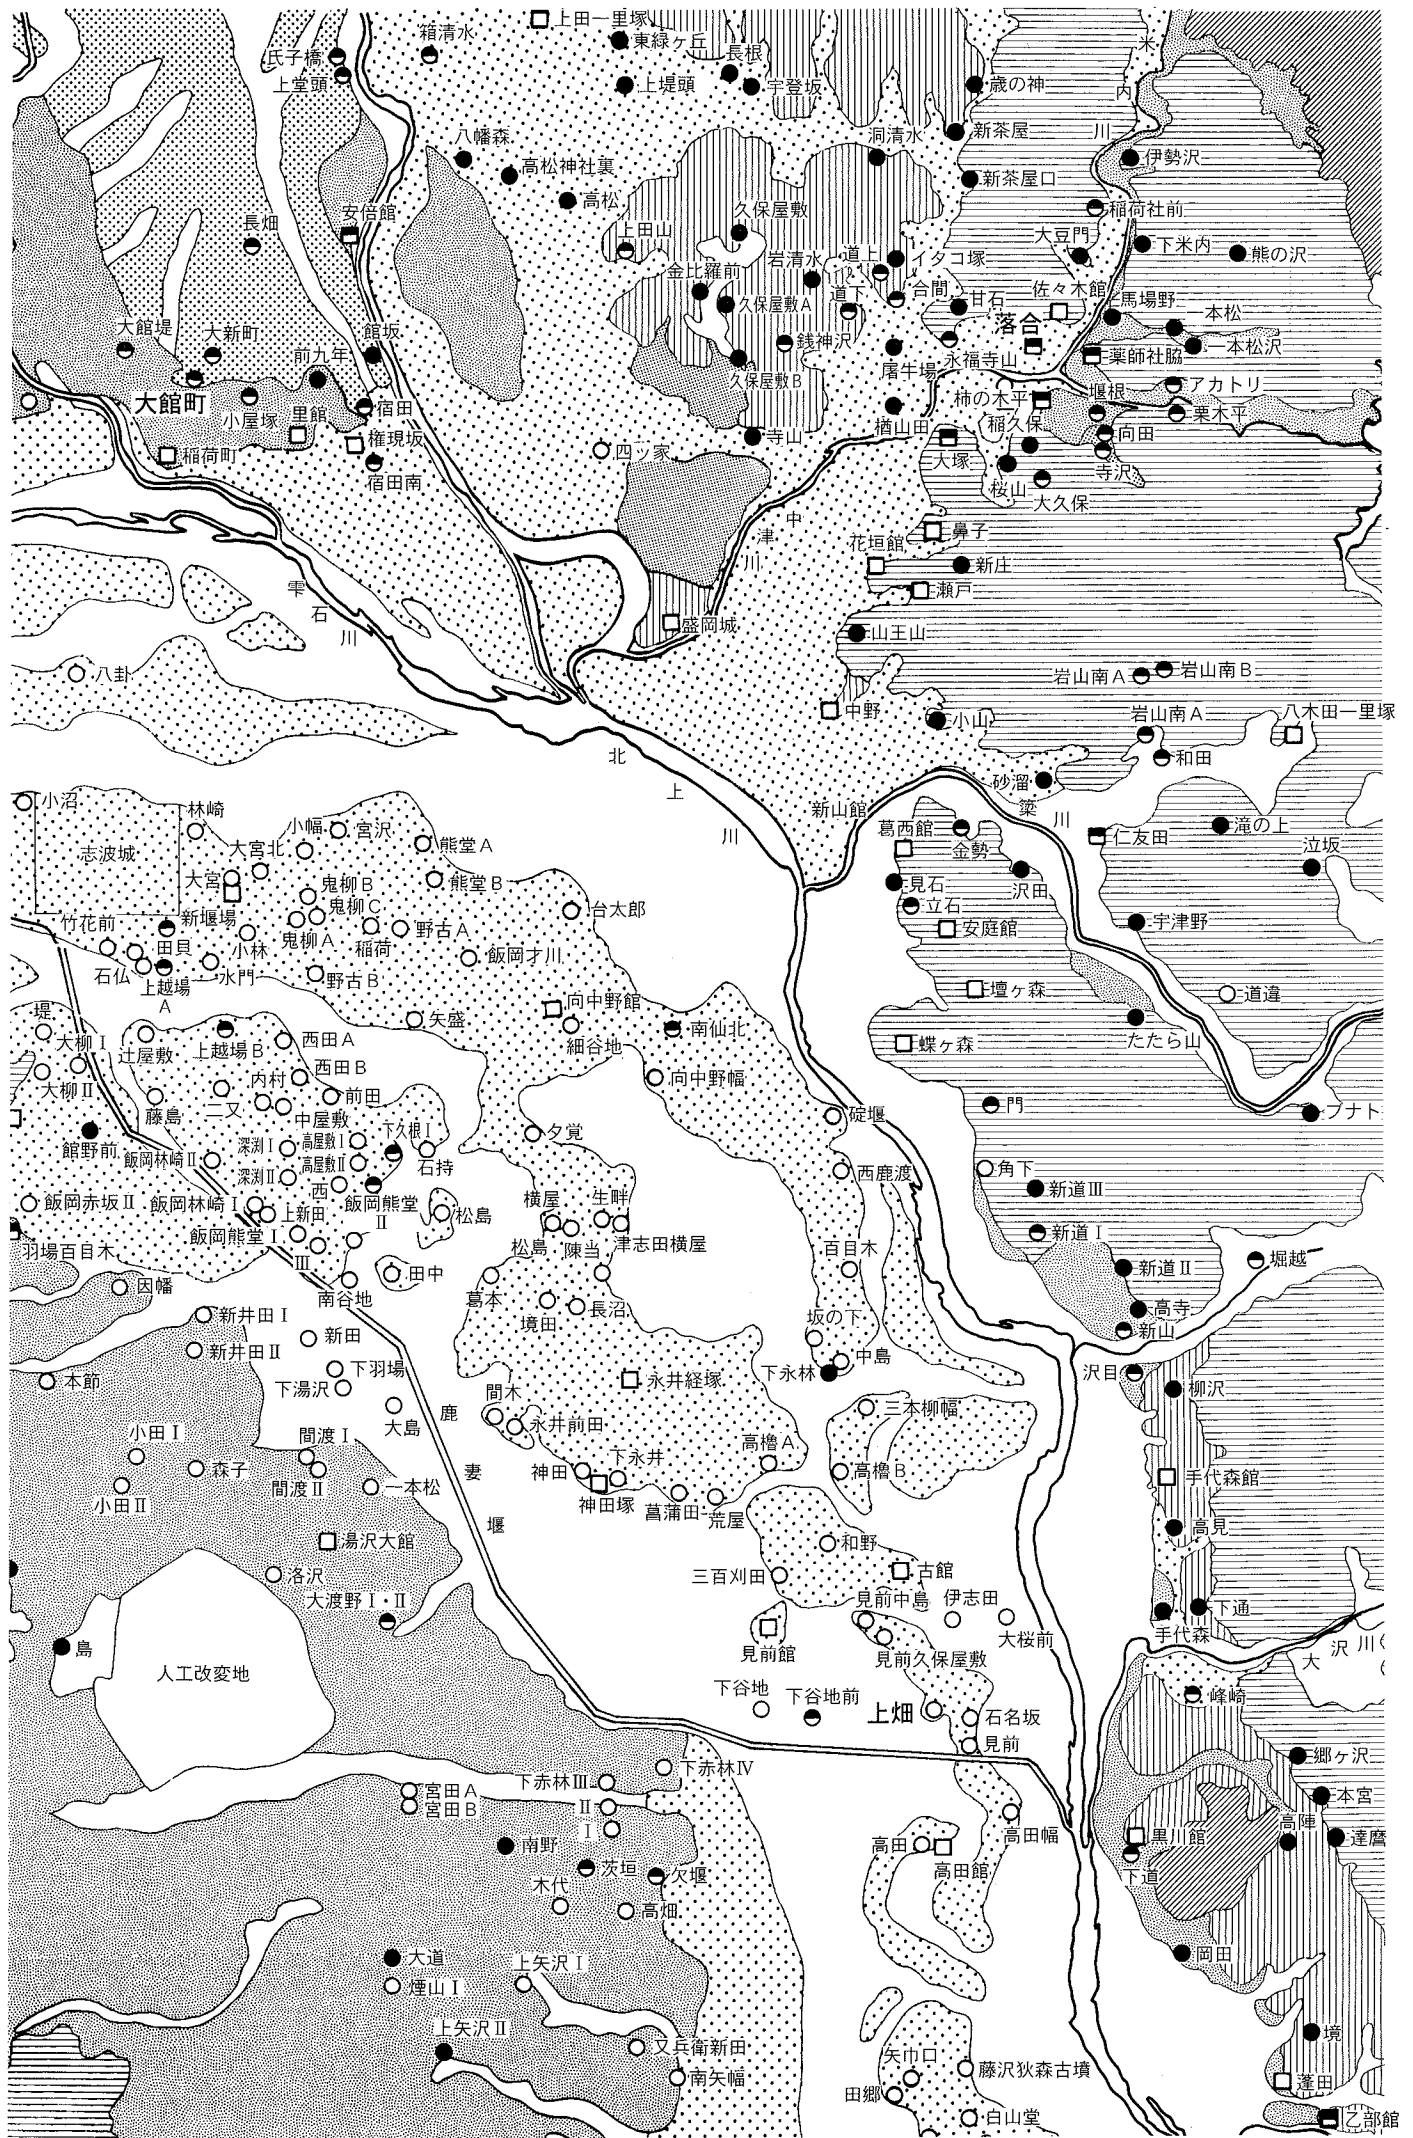 上田一里塚
箱清水
東緑ヶ丘
氏子橋
上堂頭
長根
上堤頭
宇登坂
歳の神
米
内
川
新茶屋
八幡森
洞清水
伊勢沢
高松神社裏
新茶屋口
高松
稲荷社前
安倍館
久保屋敷
長畑
上田山
大豆門
下米内
熊の沢
岩清水
道上
イタコ塚
金比羅前
久保屋敷A
道下
合間
甘石
佐々木館
馬場野
本松
落合
大館堤
大新町
館坂
銭神沢
本松沢
前九年
永福寺山
薬師社脇
久保屋敷B
屠牛場
堰根
アカトリ
大館町
小屋塚
宿田
柿の木平
栗木平
里館
権現坂
楢山田
稲久保
向田
稲荷町
寺山
四ッ家
大塚
寺沢
宿田南
桜山
大久保
中
津
川
鼻子
花垣館
新庄
瀬戸
雫
石
川
盛岡城
山王山
八卦
岩山南A
岩山南B
中野
小山
岩山南A
八木田一里塚
北
上
川
和田
砂溜
小沼
林崎
新山館
簗
川
小幅
宮沢
葛西館
仁友田
滝の上
志波城
大宮北
熊堂A
金勢
泣坂
大宮
鬼柳B
熊堂B
沢田
見石
鬼柳C
台太郎
立石
竹花前
新堰場
宇津野
安庭館
田貝
小林
鬼柳A
稲荷
野古A
飯岡才川
石仏
水門
上越場
A
野古B
壇ヶ森
道違
向中野館
堤
矢盛
南仙北
たたら山
大柳Ⅰ
辻屋敷
上越場B
西田A
細谷地
蝶ヶ森
大柳Ⅱ
西田B
向中野幅
内村
藤島
二又
前田
門
ブナト
中屋敷
碇堰
館野前
深渕Ⅰ
高屋敷Ⅰ
下久根Ⅰ
夕覚
飯岡林崎Ⅱ
高屋敷Ⅱ
石持
西鹿渡
角下
深渕Ⅱ
新道Ⅲ
飯岡赤坂Ⅱ
飯岡林崎Ⅰ
西
飯岡熊堂
Ⅱ
横屋
生畔
上新田
松島
飯岡熊堂Ⅰ
新道Ⅰ
羽場百目木
松島
陳当
津志田横屋
百目木
Ⅲ
堀越
因幡
田中
新道Ⅱ
南谷地
葛本
境田
長沼
高寺
新井田Ⅰ
新山
新田
坂の下
新井田Ⅱ
下羽場
中島
沢目
本節
下湯沢
下永林
永井経塚
柳沢
大島
鹿
妻
堰
間木
三本柳幅
永井前田
小田Ⅰ
間渡Ⅰ
高櫓A
森子
神田
下永井
高櫓B
手代森館
小田Ⅱ
間渡Ⅱ
一本松
神田塚
菖蒲田
荒屋
高見
湯沢大館
和野
洛沢
三百刈田
古館
大渡野Ⅰ・Ⅱ
見前中島
伊志田
下通
大桜前
手代森
島
見前館
見前久保屋敷
大
沢
川
人工改変地
下谷地
下谷地前
峰崎
上畑
石名坂
見前
郷ヶ沢
下赤林Ⅲ
下赤林Ⅳ
宮田A
本宮
宮田B
Ⅱ
Ⅰ
高田幅
高陣
南野
黒川館
達麿
高田
茨垣
高田館
下道
欠堰
木代
高畑
岡田
大道
上矢沢Ⅰ
煙山Ⅰ
境
上矢沢Ⅱ
又兵衛新田
矢巾口
藤沢狄森古墳
南矢幅
蓬田
田郷
白山堂
乙部館